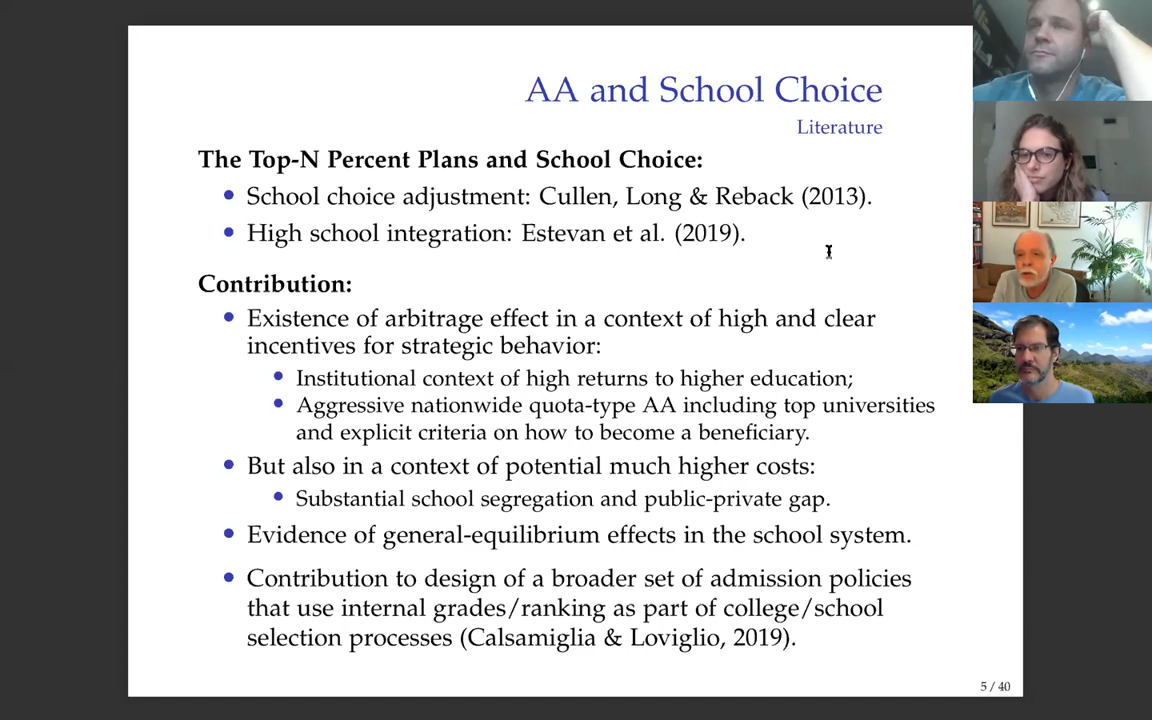 AA and School Choice
Literature
The Top-N Percent Plans and School Choice:
• School choice adjustment: Cullen, Long & Reback (2013).
• High school integration: Estevan et al. (2019).
Contribution:
• Existence of arbitrage effect in a context of high and clear
incentives for strategic behavior:
• Institutional context of high returns to higher education;
• Aggressive nationwide quota-type AA including top universities
and explicit criteria on how to become a beneficiary.
• But also in a context of potential much higher costs:
• Substantial school segregation and public-private gap.
• Evidence of general-equilibrium effects in the school system.
• Contribution to design of a broader set of admission policies
that use internal grades/ranking as part of college/school
selection processes (Calsamiglia & Loviglio, 2019).
5 / 40